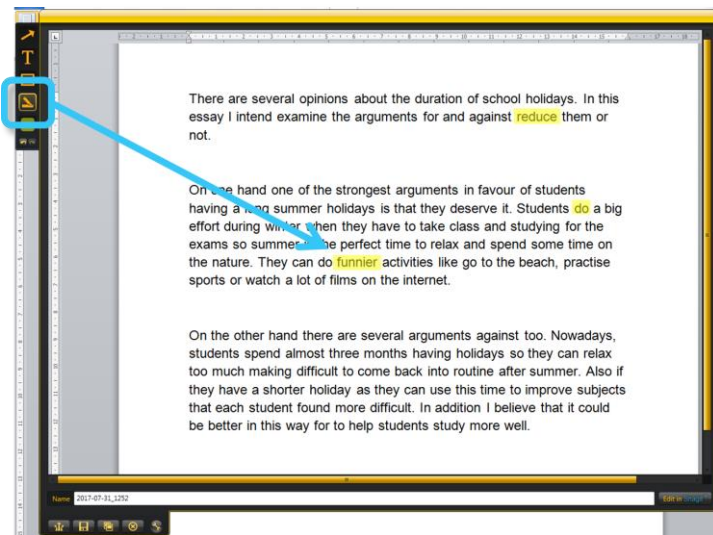 T
There are several opinions about the duration of school holidays. In this
essay I intend examine the arguments for and against reduce them or
not.
On one hand one of the strongest arguments in favour of students
having a long summer holidays is that they deserve it. Students do a big
effort during winter when they have to take class and studying for the
exams so summer the perfect time to relax and spend some time on
the nature. They can do funnier activities like go to the beach, practise
sports or watch a lot of films on the internet.
On the other hand there are several arguments against too. Nowadays,
students spend almost three months having holidays so they can relax
too much making difficult to come back into routine after summer. Also if
they have a shorter holiday as they can use this time to improve subjects
that each student found more difficult. In addition I believe that it could
be better in this way for to help students study more well.
Name 2017-07-31_1252 Edit in Image